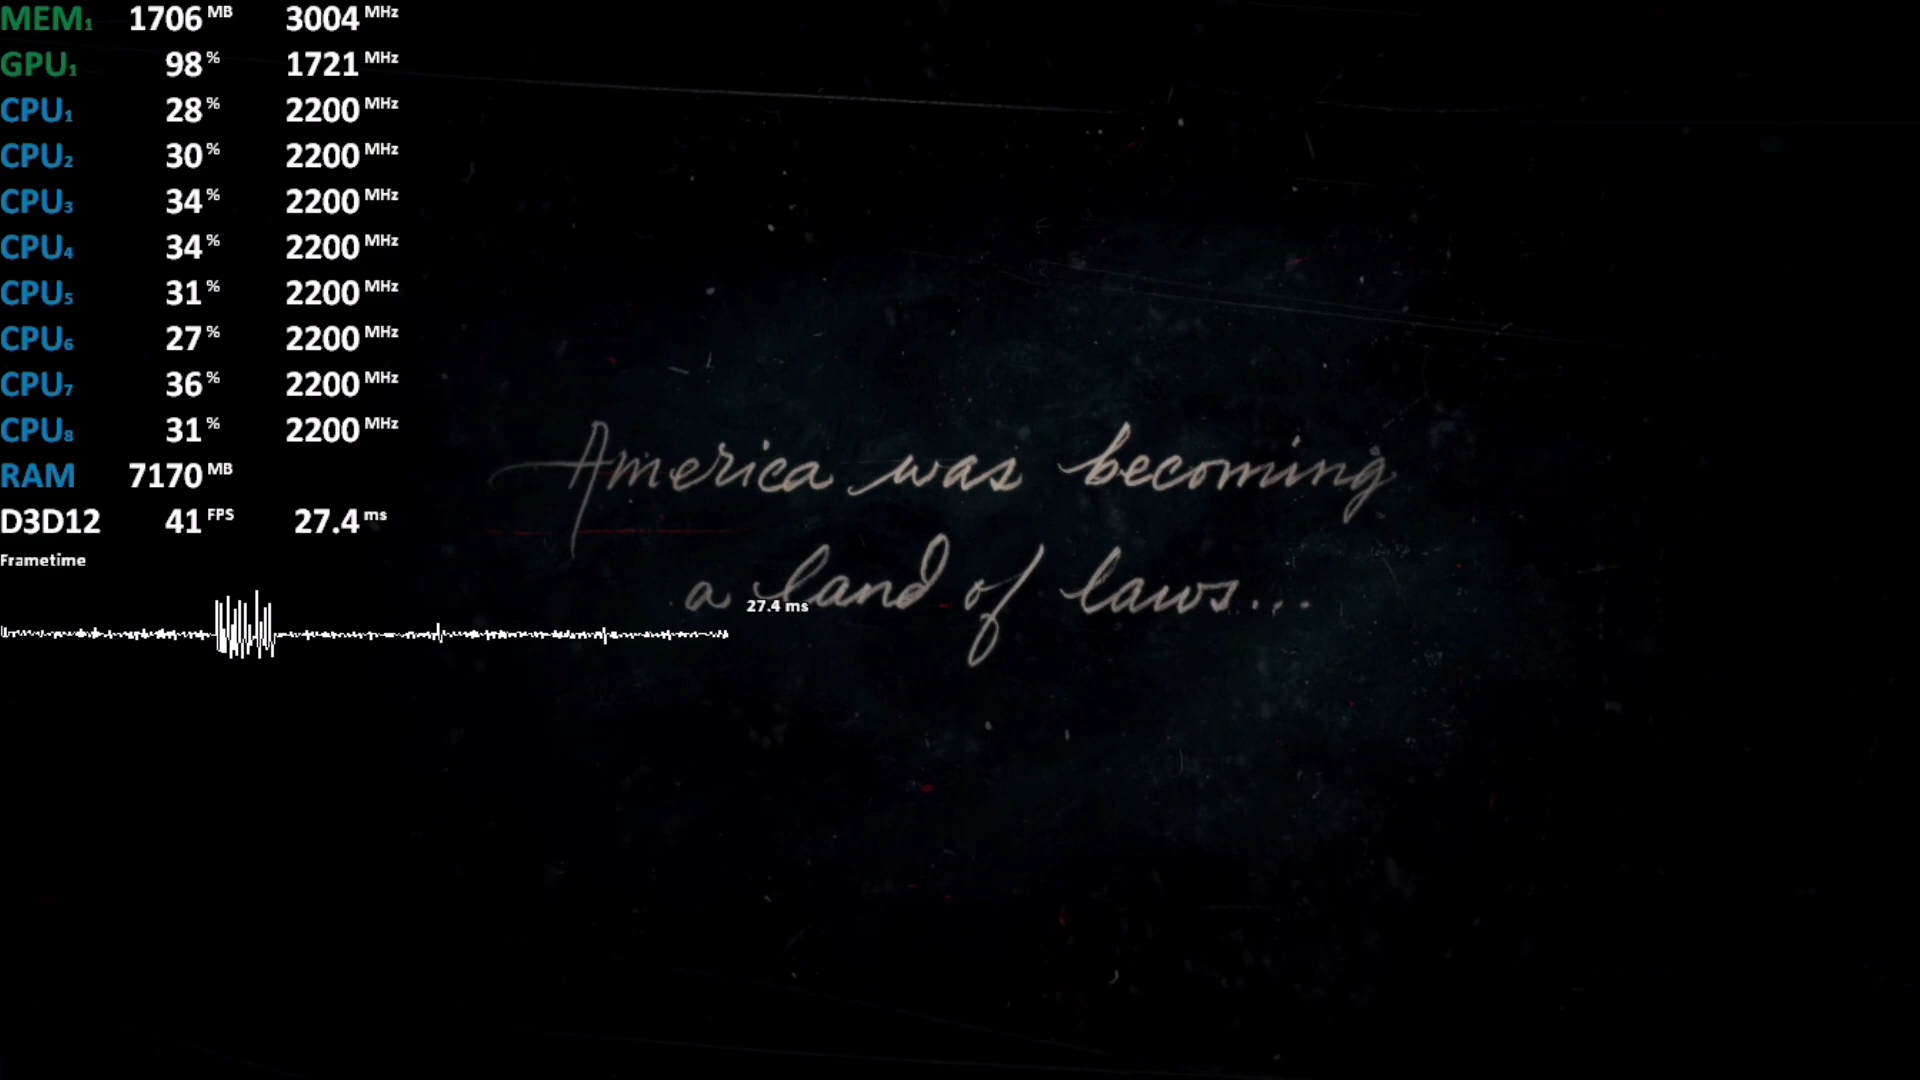 MEM1 1706 MB 3004 MHz
GPU1 98 % 1721 MHz
CPU1 28 % 2200 MHz
CPU2 30 % 2200 MHz
CPU3 34 % 2200 MHz
CPU4 34 % 2200 MHz
CPU5 31 % 2200 MHz
CPU6 27 % 2200 MHz
CPU7 36 % 2200 MHz
CPU8 31 % 2200 MHz
RAM 7170 MB
D3D12 41 FPS 27.4 ms
Frametime
27.4 ms
America was becoming
a land of laws...